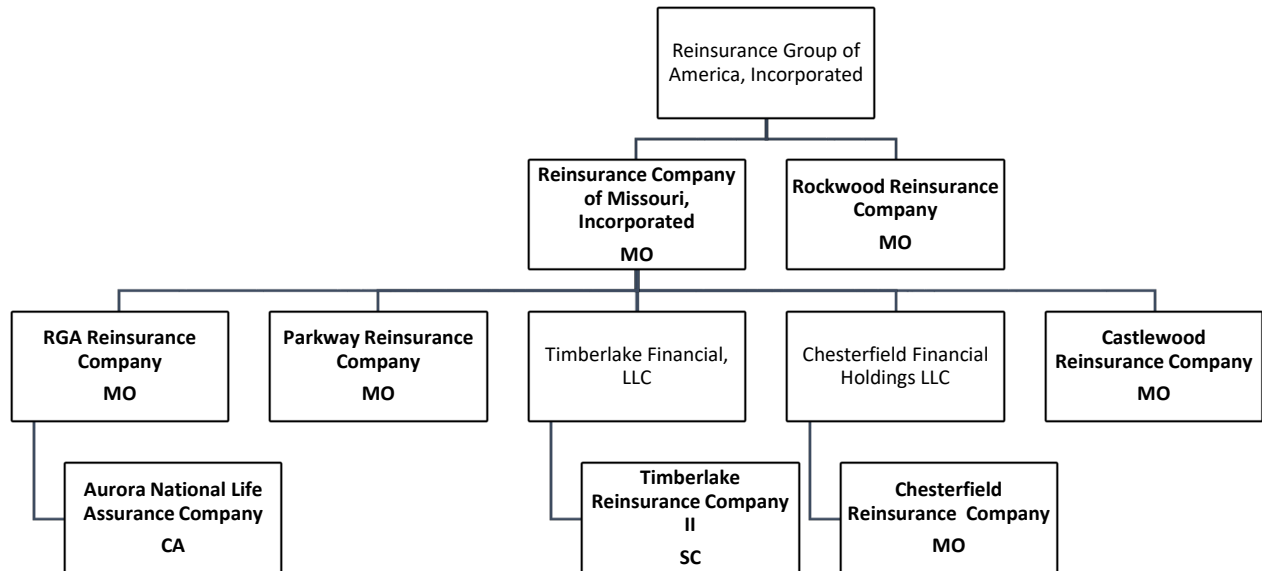 Reinsurance Group of
America, Incorporated
Reinsurance Company
of Missouri,
Incorporated
MO
Rockwood Reinsurance
Company
MO
RGA Reinsurance
Company
MO
Parkway Reinsurance
Company
MO
Timberlake Financial,
LLC
Chesterfield Financial
Holdings LLC
Castlewood
Reinsurance Company
MO
Aurora National Life
Assurance Company
CA
Timberlake
Reinsurance Company
II
SC
Chesterfield
Reinsurance Company
MO